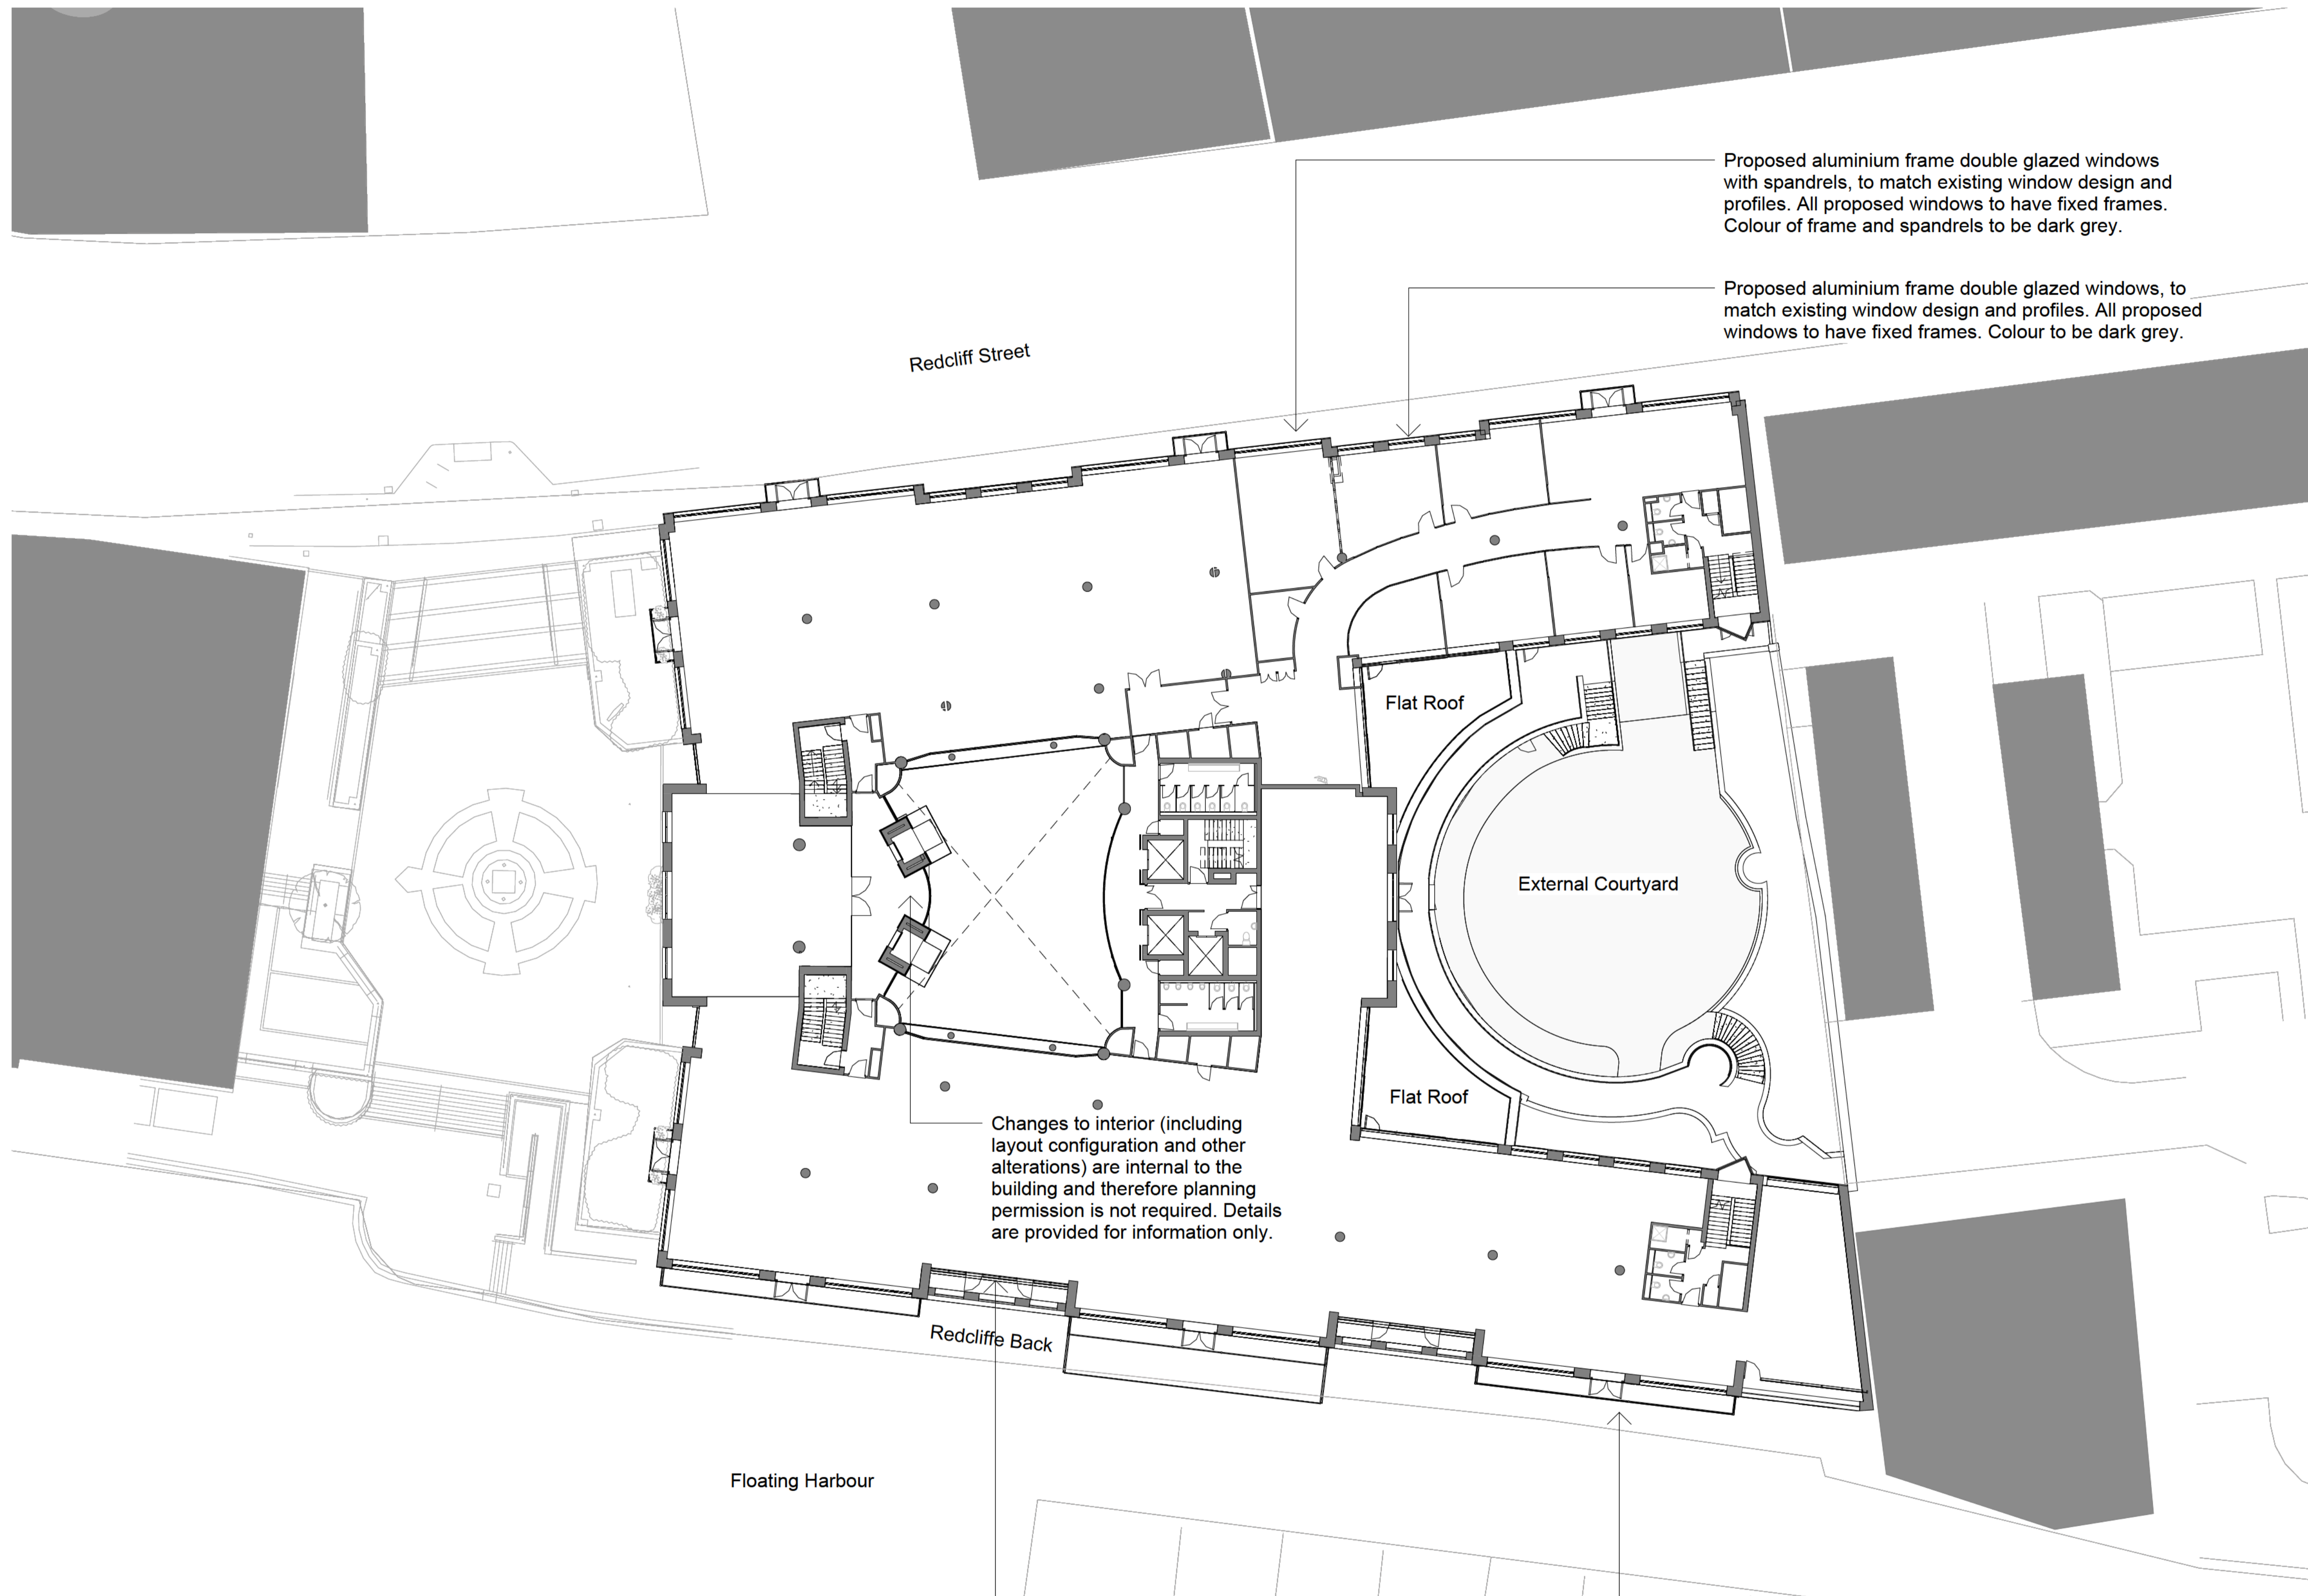 Proposed aluminium frame double glazed windows
with spandrels, to match existing window design and
profiles. All proposed windows to have fixed frames.
Colour of frame and spandrels to be dark grey.
Proposed aluminium frame double glazed windows, to
match existing window design and profiles. All proposed
windows to have fixed frames. Colour to be dark grey.
Redcliff Street
Flat Roof
External Courtyard
Flat Roof
Changes to interior (including
layout configuration and other
alterations) are internal to the
building and therefore planning
permission is not required. Details
are provided for information only.
Redcliffe Back
Floating Harbour